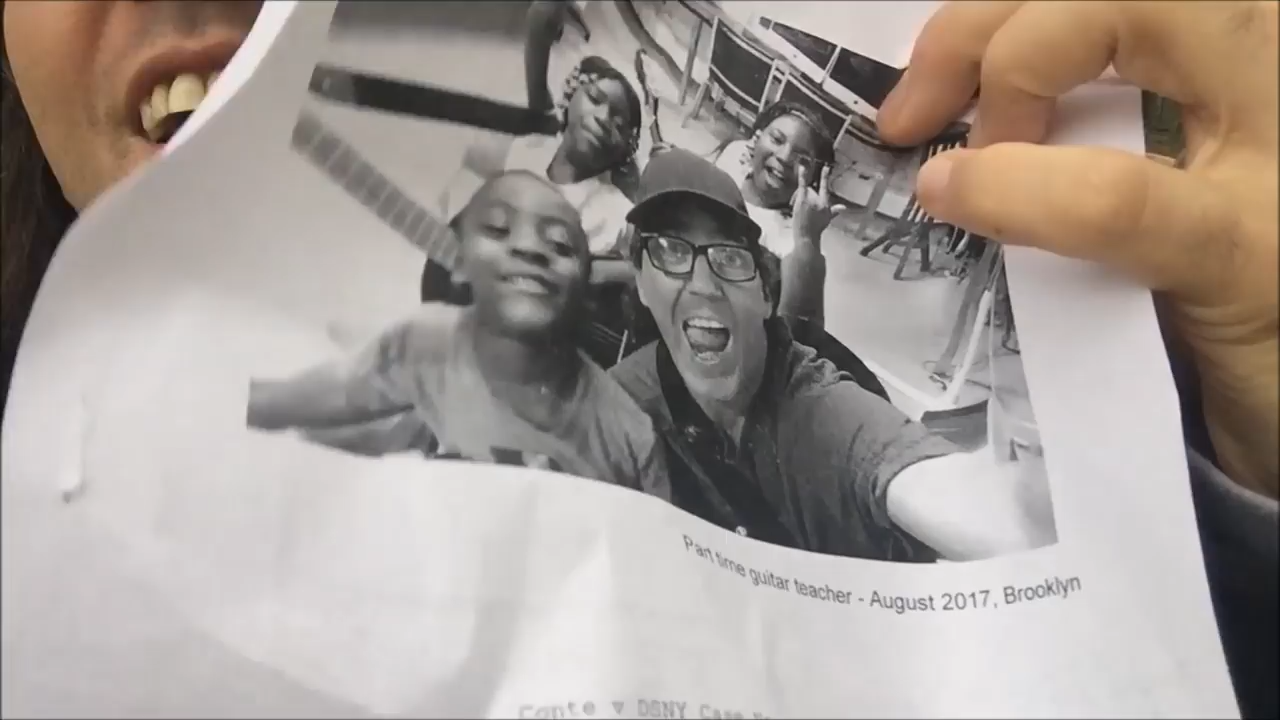 Part time guitar teacher - August 2017, Brooklyn
Conte v DSNY Case